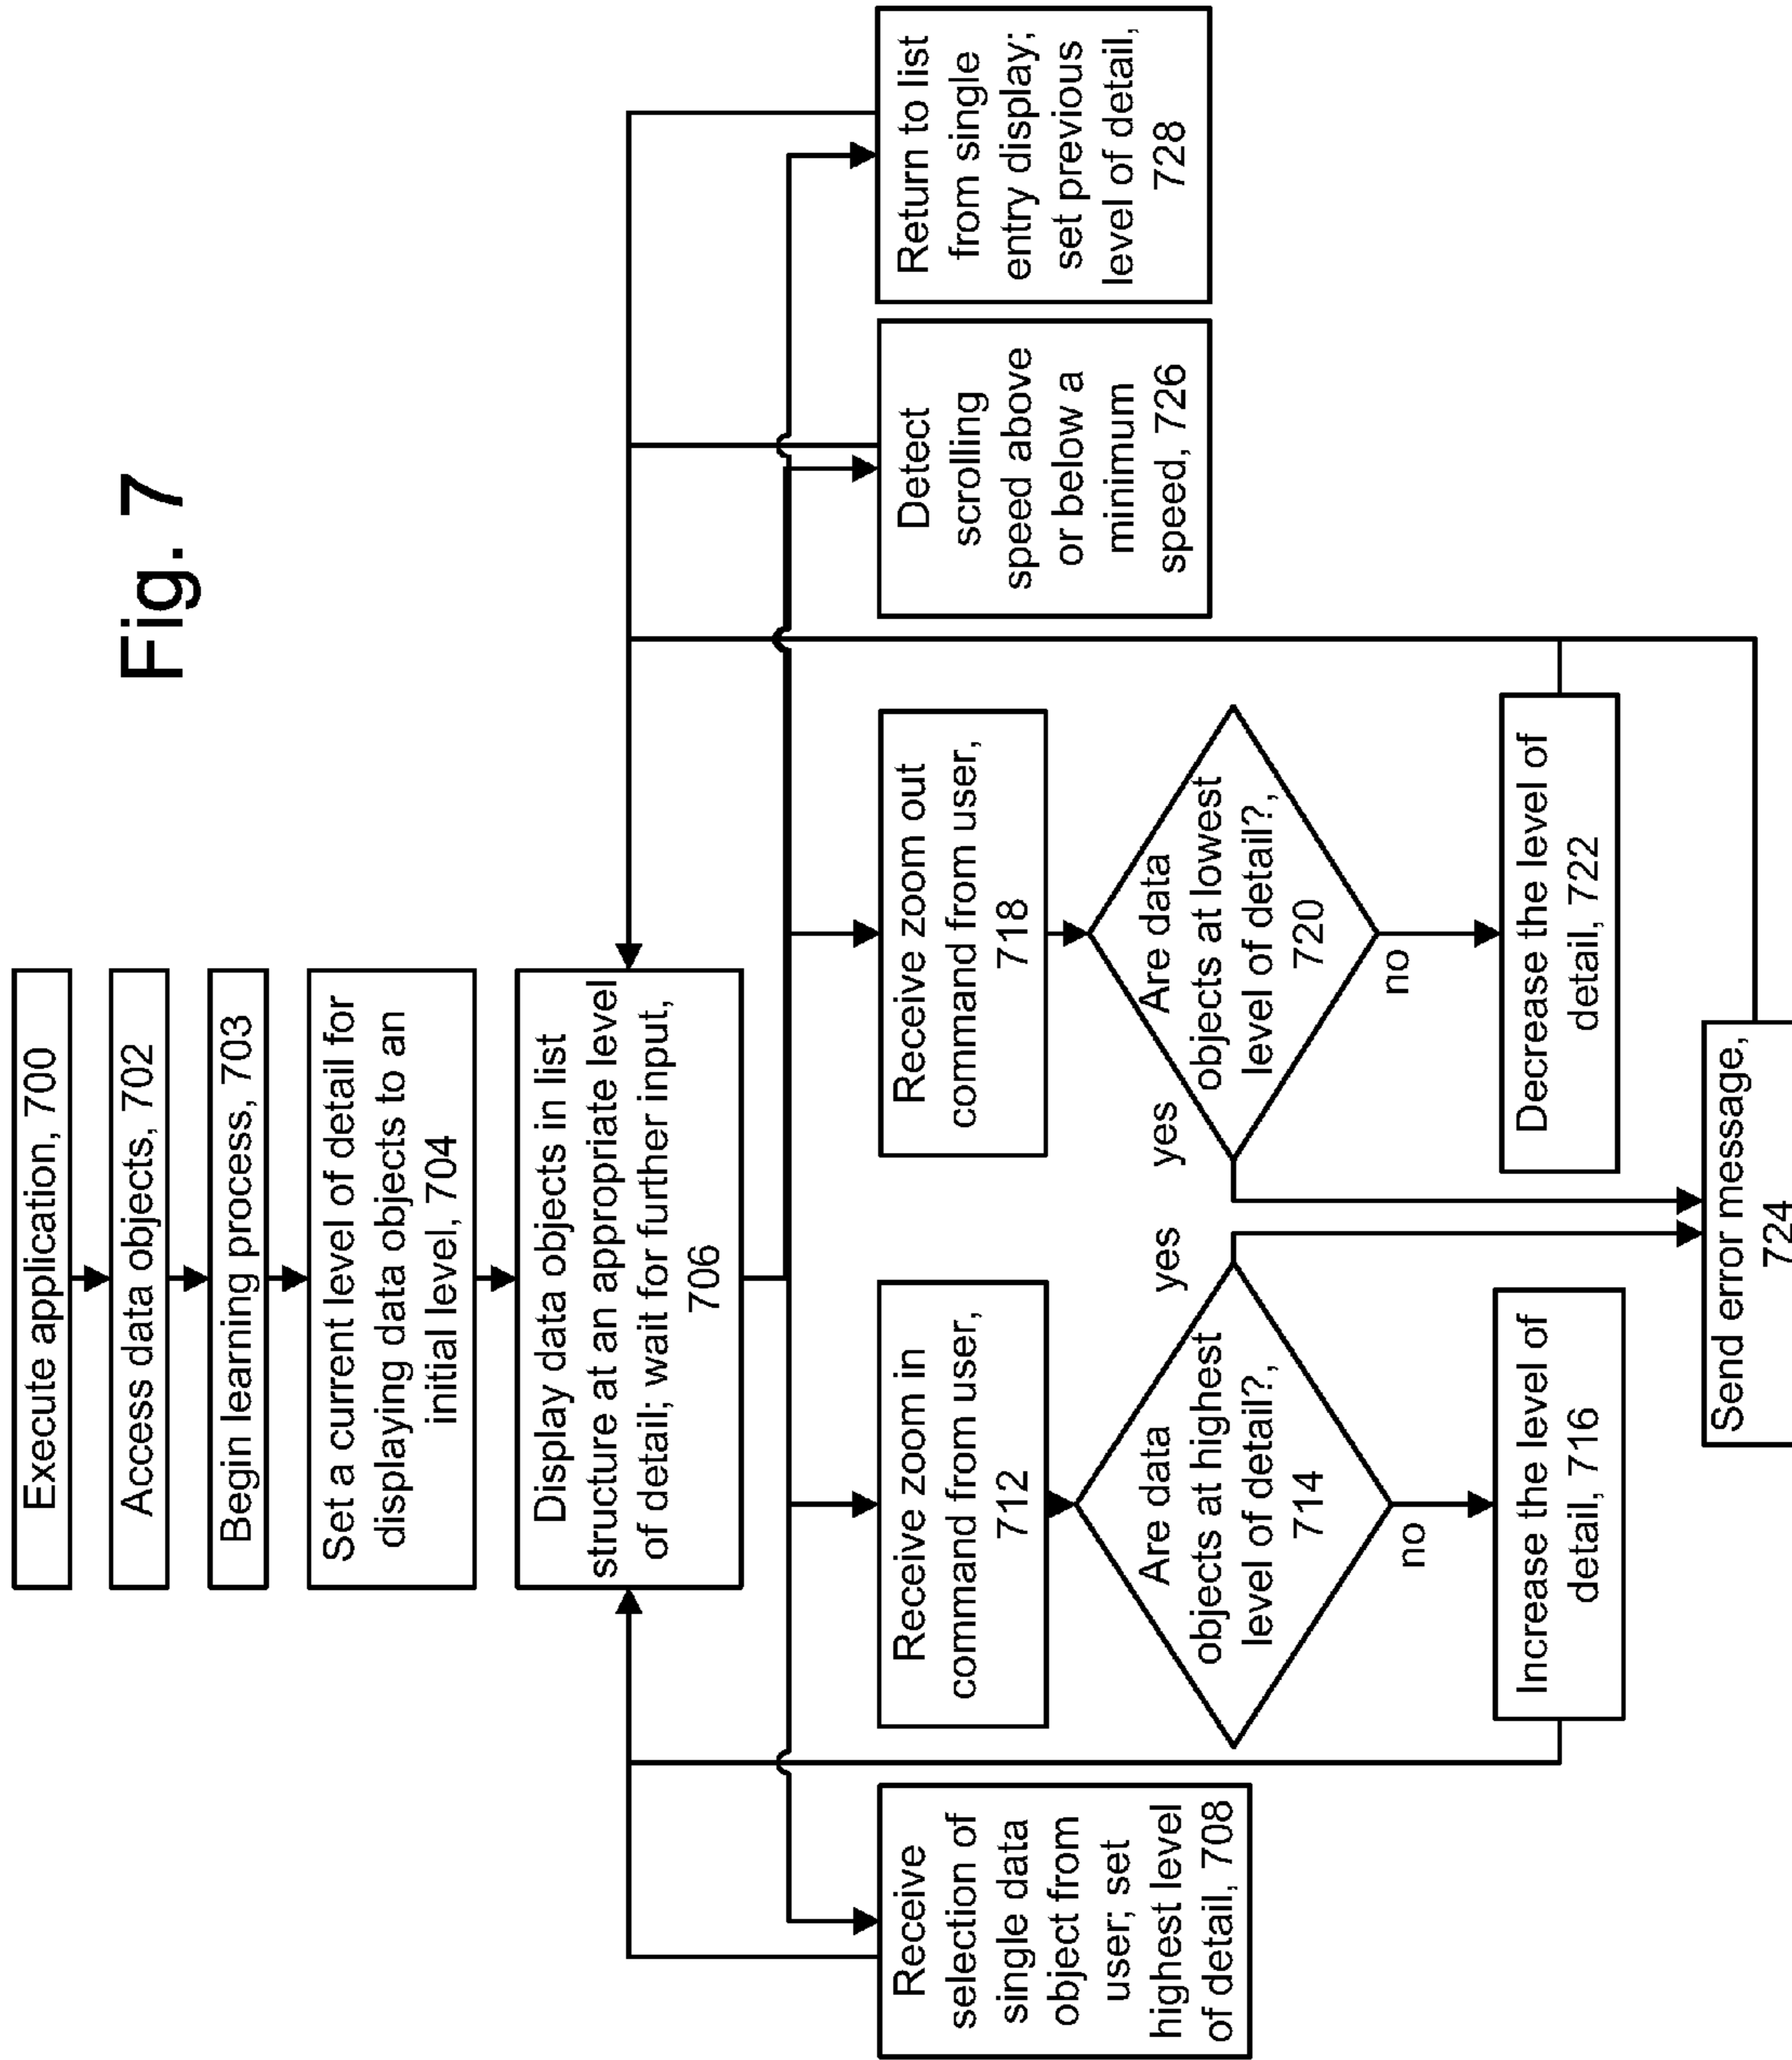 Fig. 7
Execute application, 700
Access data objects, 702
Begin learning process, 703
Set a current level of detail for
displaying data objects to an
initial level, 704
Display data objects in list
structure at an appropriate level
of detail; wait for further input,
706
Receive
selection of
single data
object from
user; set
highest level
of detail, 708
Receive zoom in
command from user,
712
Are data
objects at highest
level of detail?,
714
yes
no
Increase the level of
detail, 716
Receive zoom out
command from user,
718
Are data
objects at lowest
level of detail?,
720
yes
no
Decrease the level of
detail, 722
Send error message,
724
Detect
scrolling
speed above
or below a
minimum
speed, 726
Return to list
from single
entry display;
set previous
level of detail,
728